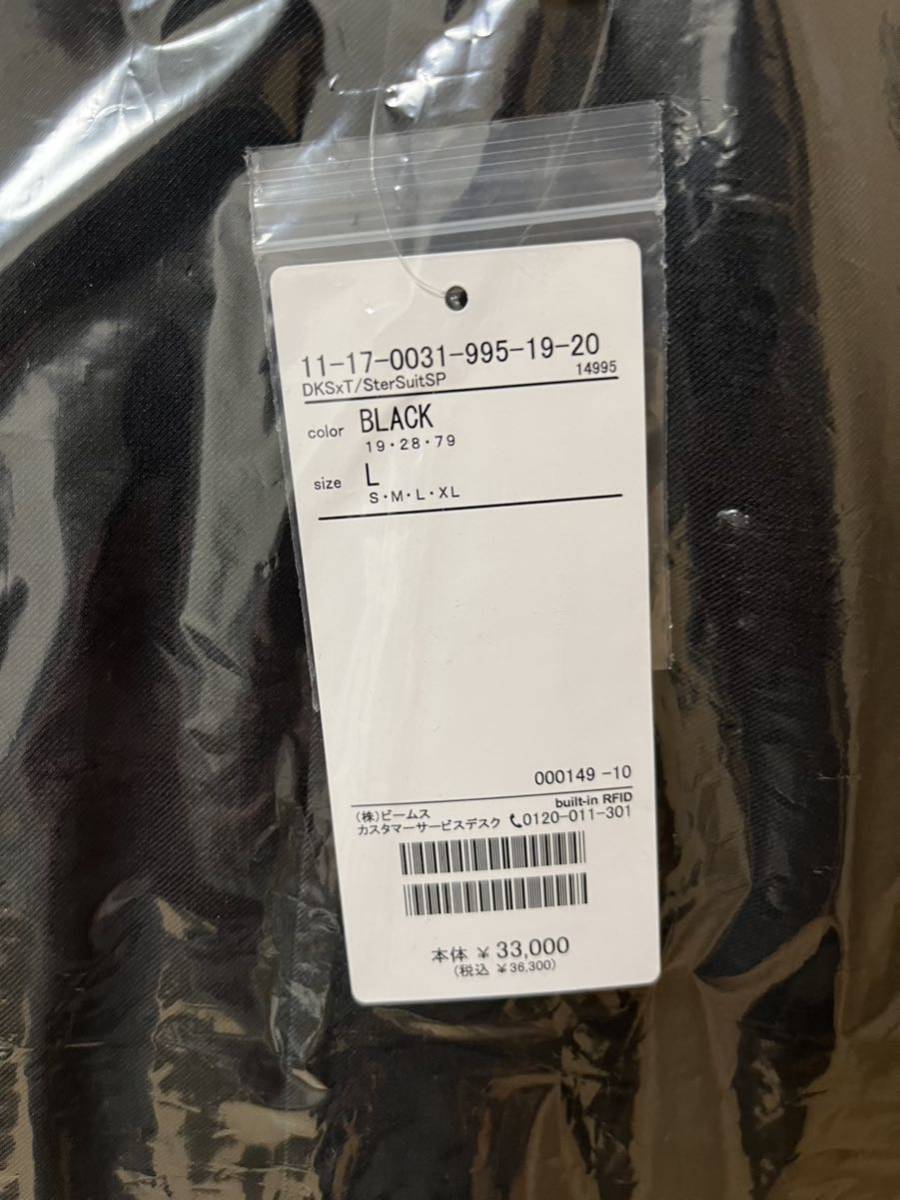 11-17-0031-995-19-20
DKSxT/SterSuitSP 14995
color BLACK
19・28・79
size L
S・M・L・XL
000149 -10
built-in RFID
(株)ビームス
カスタマーサービスデスク 0120-011-301
本体 ¥33,000
(税込 ¥36,300)